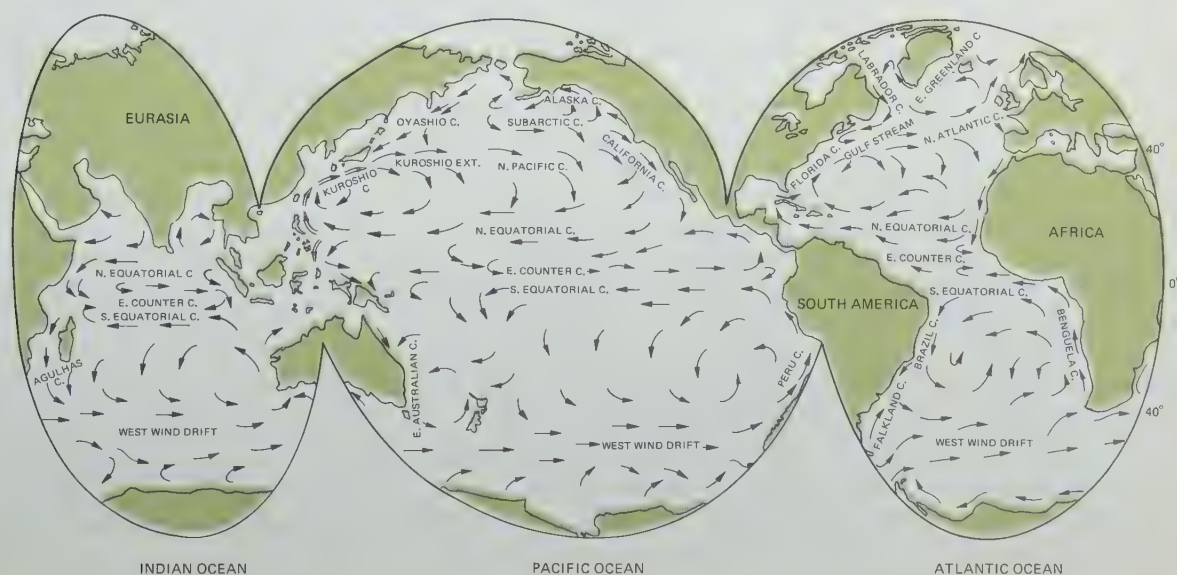 EURASIA
N. EQUATORIAL C
E. COUNTER C.
S. EQUATORIAL C.
AGULHAS
C.
WEST WIND DRIFT
ALASKA C.
OYASHIO C.
SUBARCTIC C.
CALIFORNIA C.
KUROSHIO EXT.
KUROSHIO
C
N. PACIFIC C.
N. EQUATORIAL C.
E. COUNTER C.
S. EQUATORIAL C.
E. AUSTRALIAN C.
PERU C.
WEST WIND DRIFT
LABRADOR C.
E. GREENLAND C
GULF STREAM
N. ATLANTIC C.
FLORIDA C.
40°
N. EQUATORIAL C.
AFRICA
E. COUNTER C.
0°
S. EQUATORIAL C.
SOUTH AMERICA
BRAZIL C.
BENGUELA C.
FALKLAND C.
40°
WEST WIND DRIFT
INDIAN OCEAN
PACIFIC OCEAN
ATLANTIC OCEAN